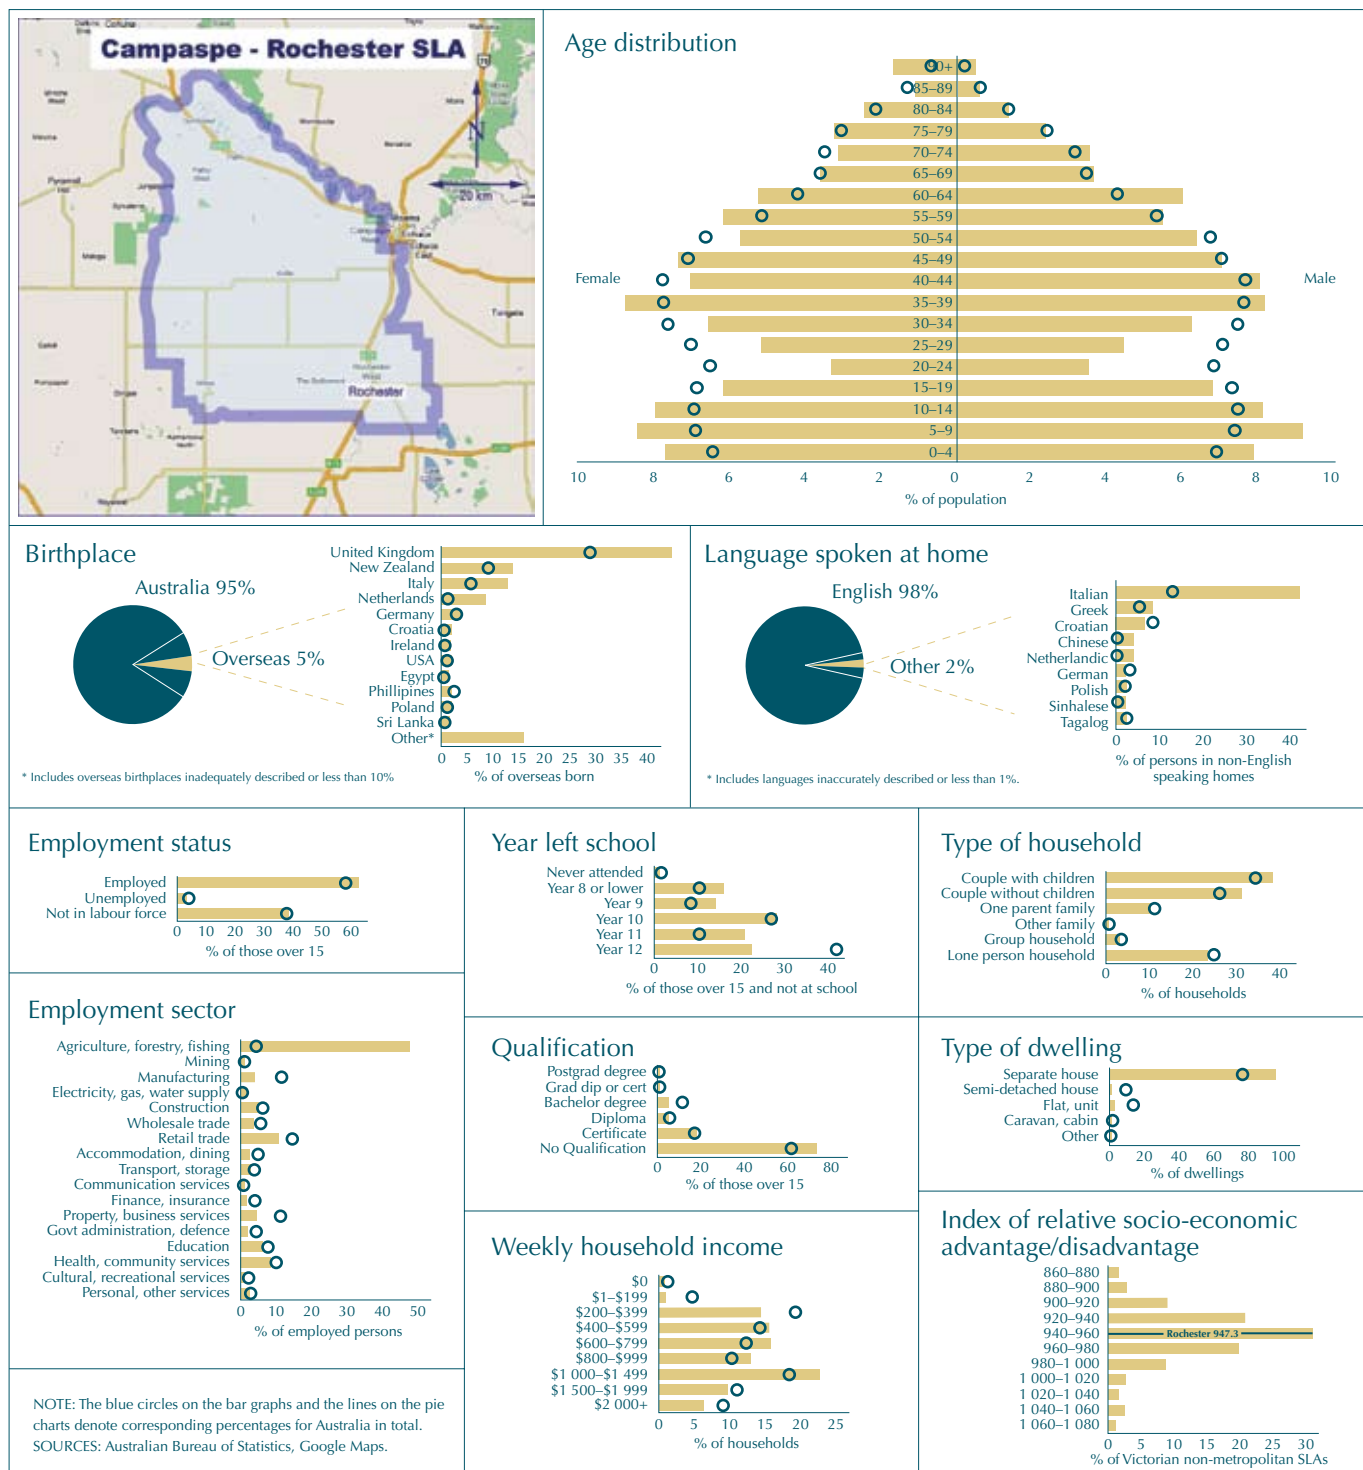 Campaspe - Rochester SLA
N
20 km
Rochester
Age distribution
90+
85–89
80–84
75–79
70–74
65–69
60–64
55–59
50–54
45–49
Female
40–44
Male
35–39
30–34
25–29
20–24
15–19
10–14
5–9
0–4
10 8 6 4 2 0 2 4 6 8 10
% of population
Birthplace
Australia 95%
Overseas 5%
United Kingdom
New Zealand
Italy
Netherlands
Germany
Croatia
Ireland
USA
Egypt
Phillipines
Poland
Sri Lanka
Other*
0 5 10 15 20 25 30 35 40
% of overseas born
* Includes overseas birthplaces inadequately described or less than 10%
Language spoken at home
English 98%
Other 2%
Italian
Greek
Croatian
Chinese
Netherlandic
German
Polish
Sinhalese
Tagalog
0 10 20 30 40
% of persons in non-English
speaking homes
* Includes languages inaccurately described or less than 1%.
Employment status
Employed
Unemployed
Not in labour force
0 10 20 30 40 50 60
% of those over 15
Employment sector
Agriculture, forestry, fishing
Mining
Manufacturing
Electricity, gas, water supply
Construction
Wholesale trade
Retail trade
Accommodation, dining
Transport, storage
Communication services
Finance, insurance
Property, business services
Govt administration, defence
Education
Health, community services
Cultural, recreational services
Personal, other services
0 10 20 30 40 50
% of employed persons
NOTE: The blue circles on the bar graphs and the lines on the pie
charts denote corresponding percentages for Australia in total.
SOURCES: Australian Bureau of Statistics, Google Maps.
Year left school
Never attended
Year 8 or lower
Year 9
Year 10
Year 11
Year 12
0 10 20 30 40
% of those over 15 and not at school
Qualification
Postgrad degree
Grad dip or cert
Bachelor degree
Diploma
Certificate
No Qualification
0 20 40 60 80
% of those over 15
Weekly household income
$0
$1–$199
$200–$399
$400–$599
$600–$799
$800–$999
$1 000–$1 499
$1 500–$1 999
$2 000+
0 5 10 15 20 25
% of households
Type of household
Couple with children
Couple without children
One parent family
Other family
Group household
Lone person household
0 10 20 30 40
% of households
Type of dwelling
Separate house
Semi-detached house
Flat, unit
Caravan, cabin
Other
0 20 40 60 80 100
% of dwellings
Index of relative socio-economic
advantage/disadvantage
860–880
880–900
900–920
920–940
940–960 Rochester 947.3
960–980
980–1 000
1 000–1 020
1 020–1 040
1 040–1 060
1 060–1 080
0 5 10 15 20 25 30
% of Victorian non-metropolitan SLAs